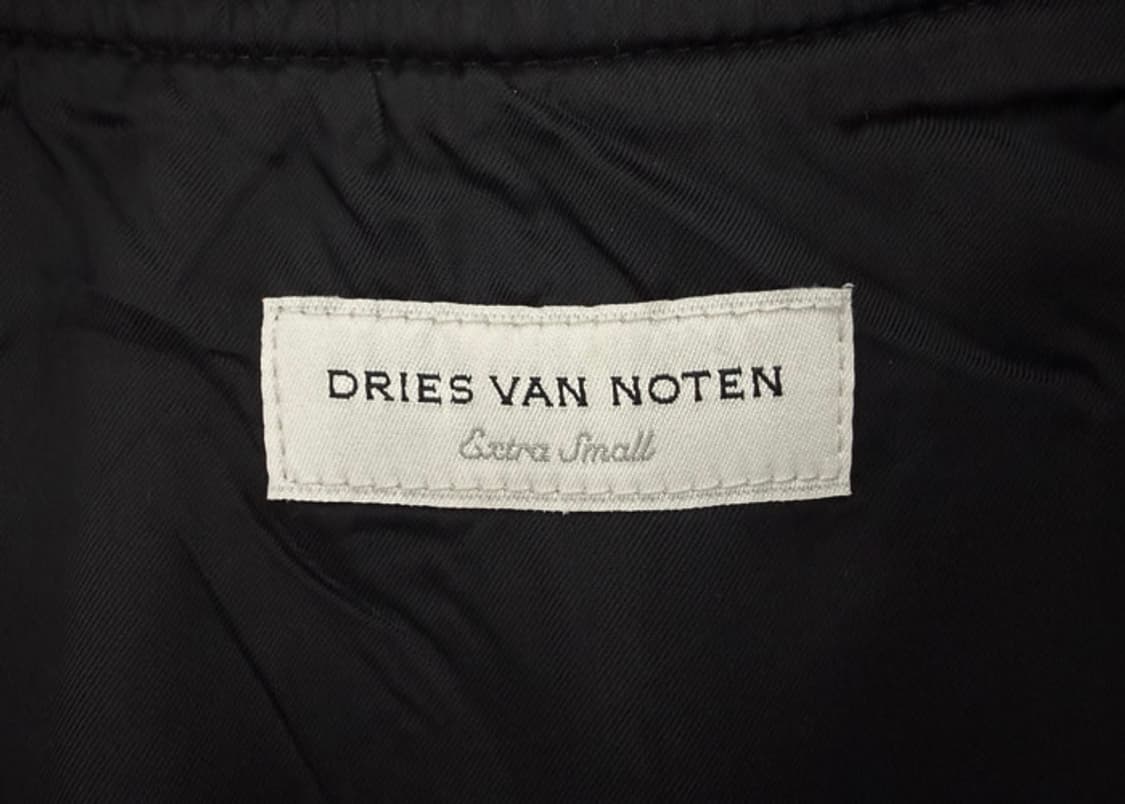 DRIES VAN NOTEN
Extra Small